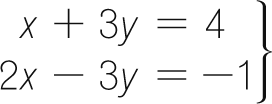 x + 3y = 4
2x − 3y = −1}